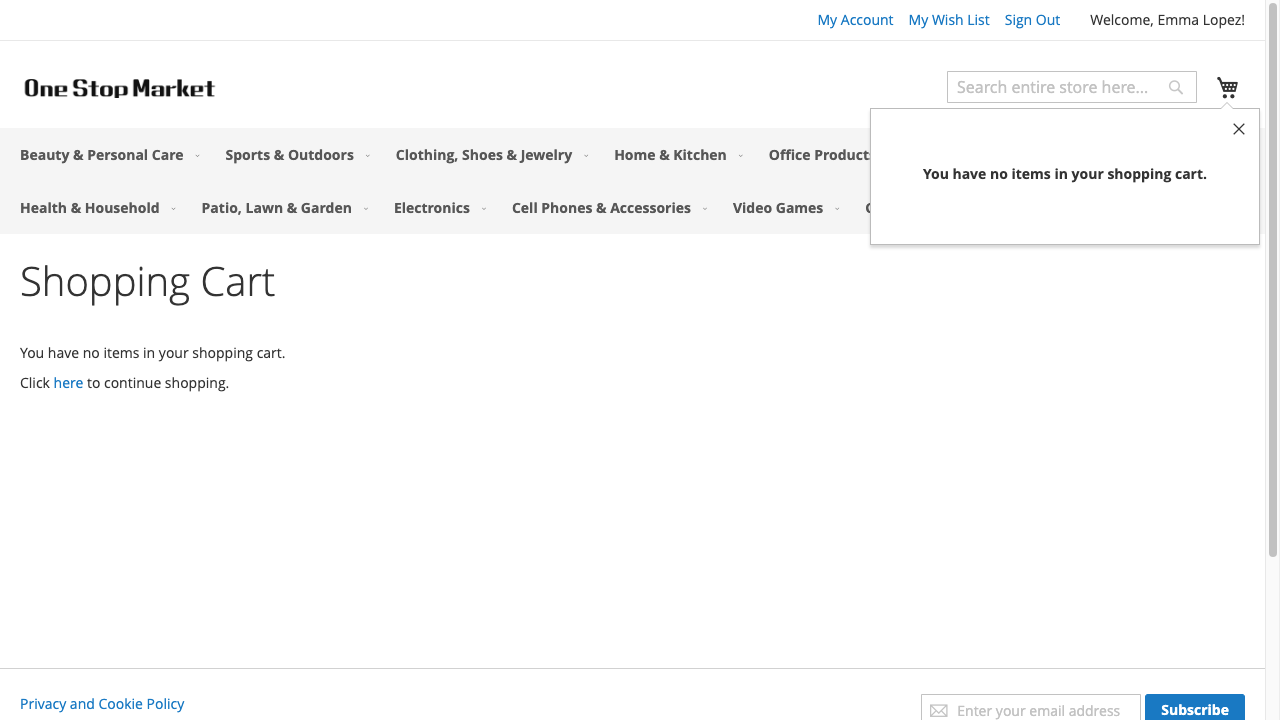 My Account My Wish List Sign Out Welcome, Emma Lopez!
One Stop Market
Search entire store here...
Beauty & Personal Care Sports & Outdoors Clothing, Shoes & Jewelry Home & Kitchen Office Product
You have no items in your shopping cart.
Health & Household Patio, Lawn & Garden Electronics Cell Phones & Accessories Video Games
Shopping Cart
You have no items in your shopping cart.
Click here to continue shopping.
Privacy and Cookie Policy
Enter your email address Subscribe